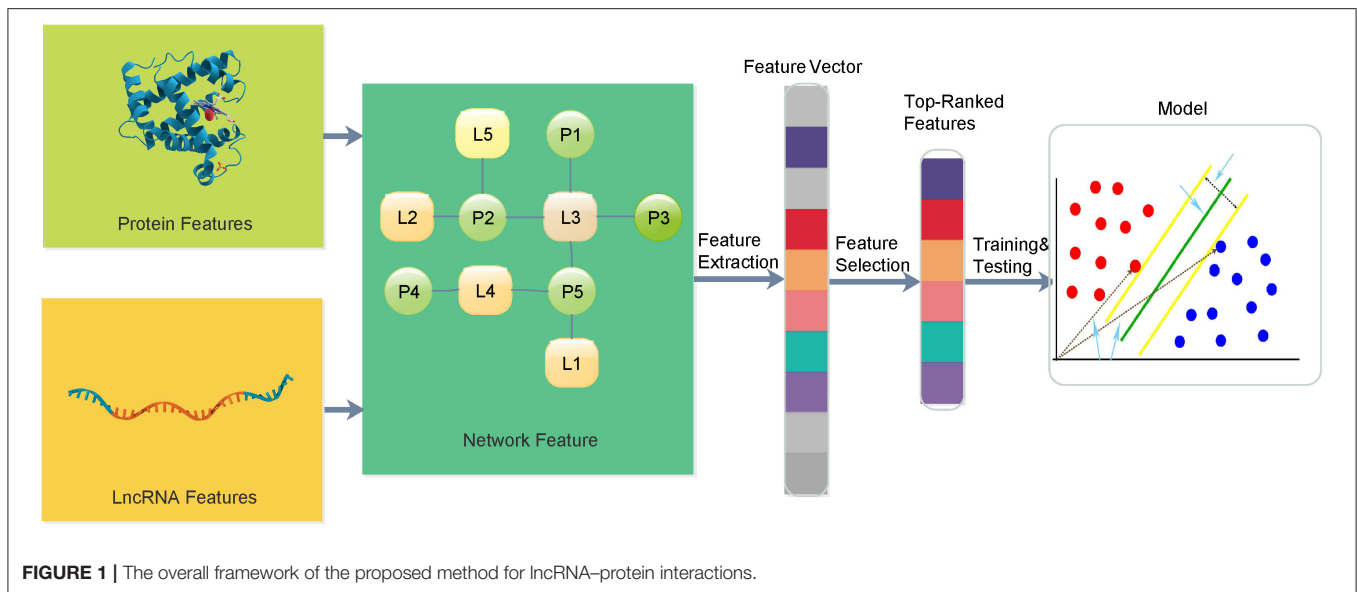 Protein Features
LncRNA Features
L5
P1
L2
P2
L3
P3
P4
L4
P5
L1
Network Feature
Feature
Extraction
Feature Vector
Feature
Selection
Top-Ranked
Features
Training&
Testing
Model
FIGURE 1 | The overall framework of the proposed method for lncRNA–protein interactions.